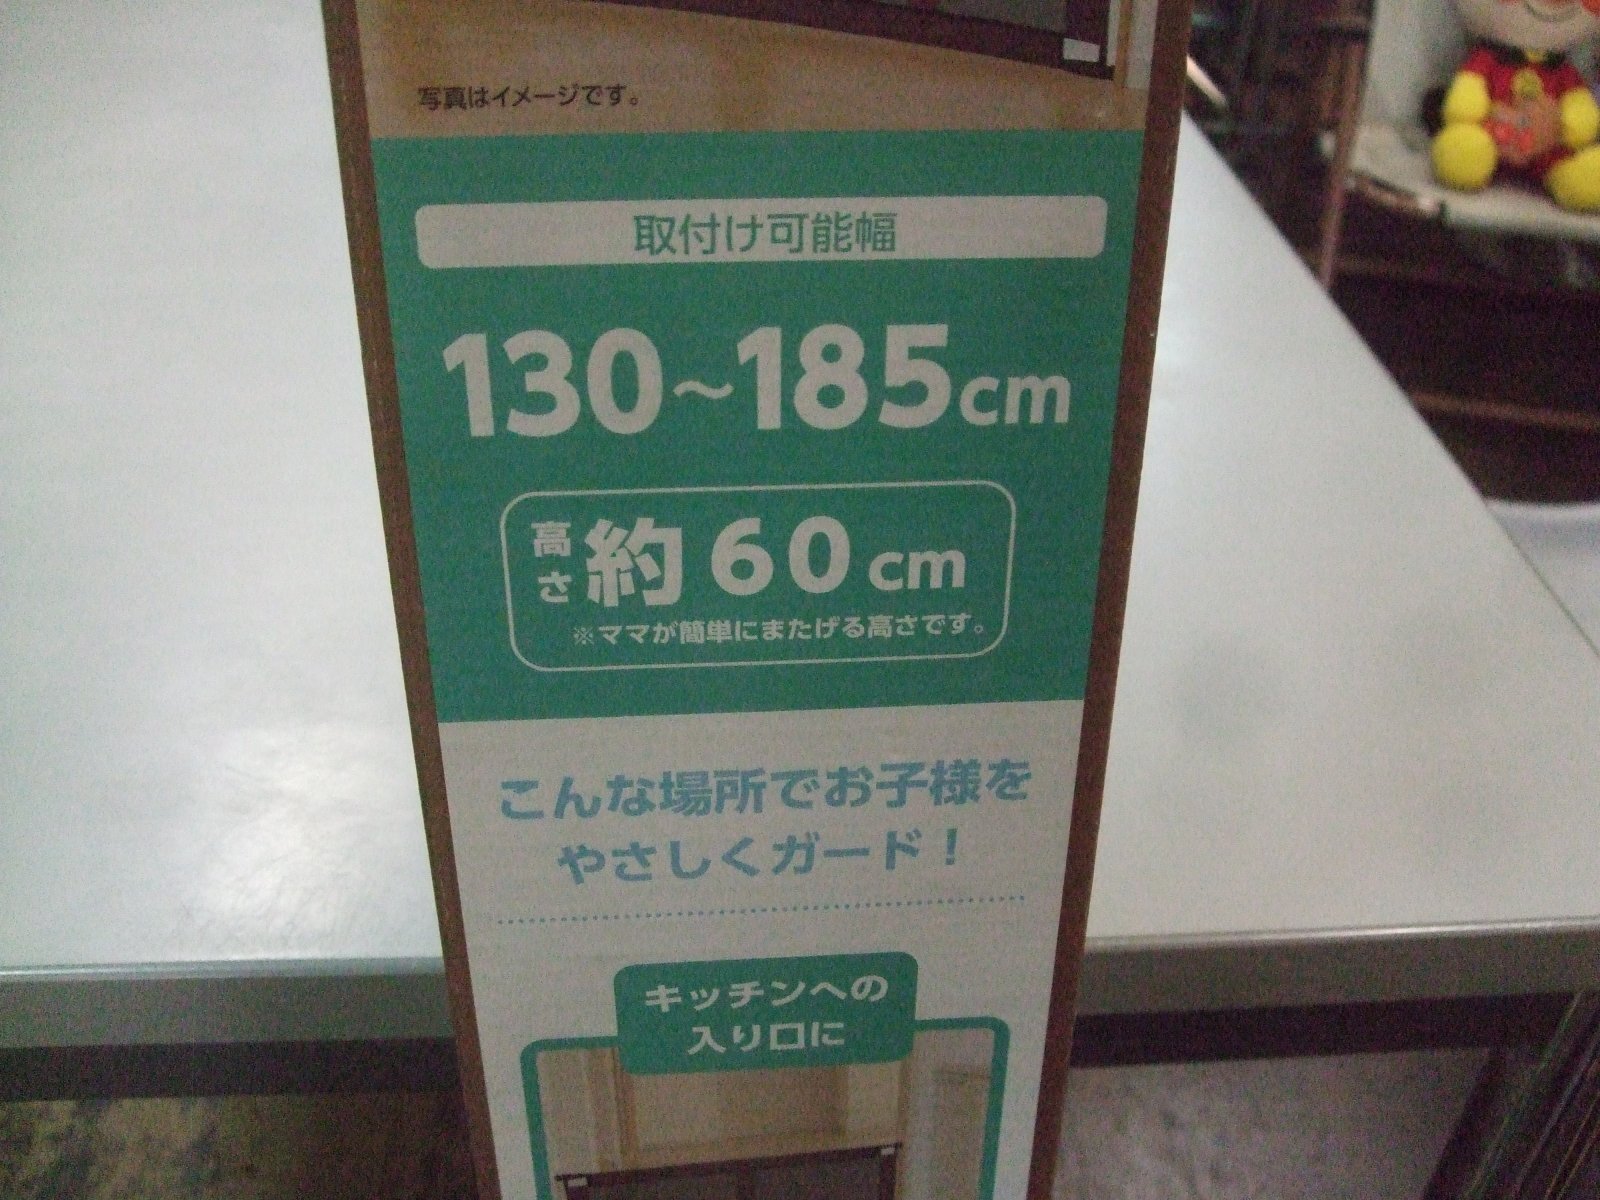 写真はイメージです。
取付け可能幅
130～185cm
高さ 約60cm
※ママが簡単にまたげる高さです。
こんな場所でお子様を
やさしくガード！
キッチンへの
入り口に